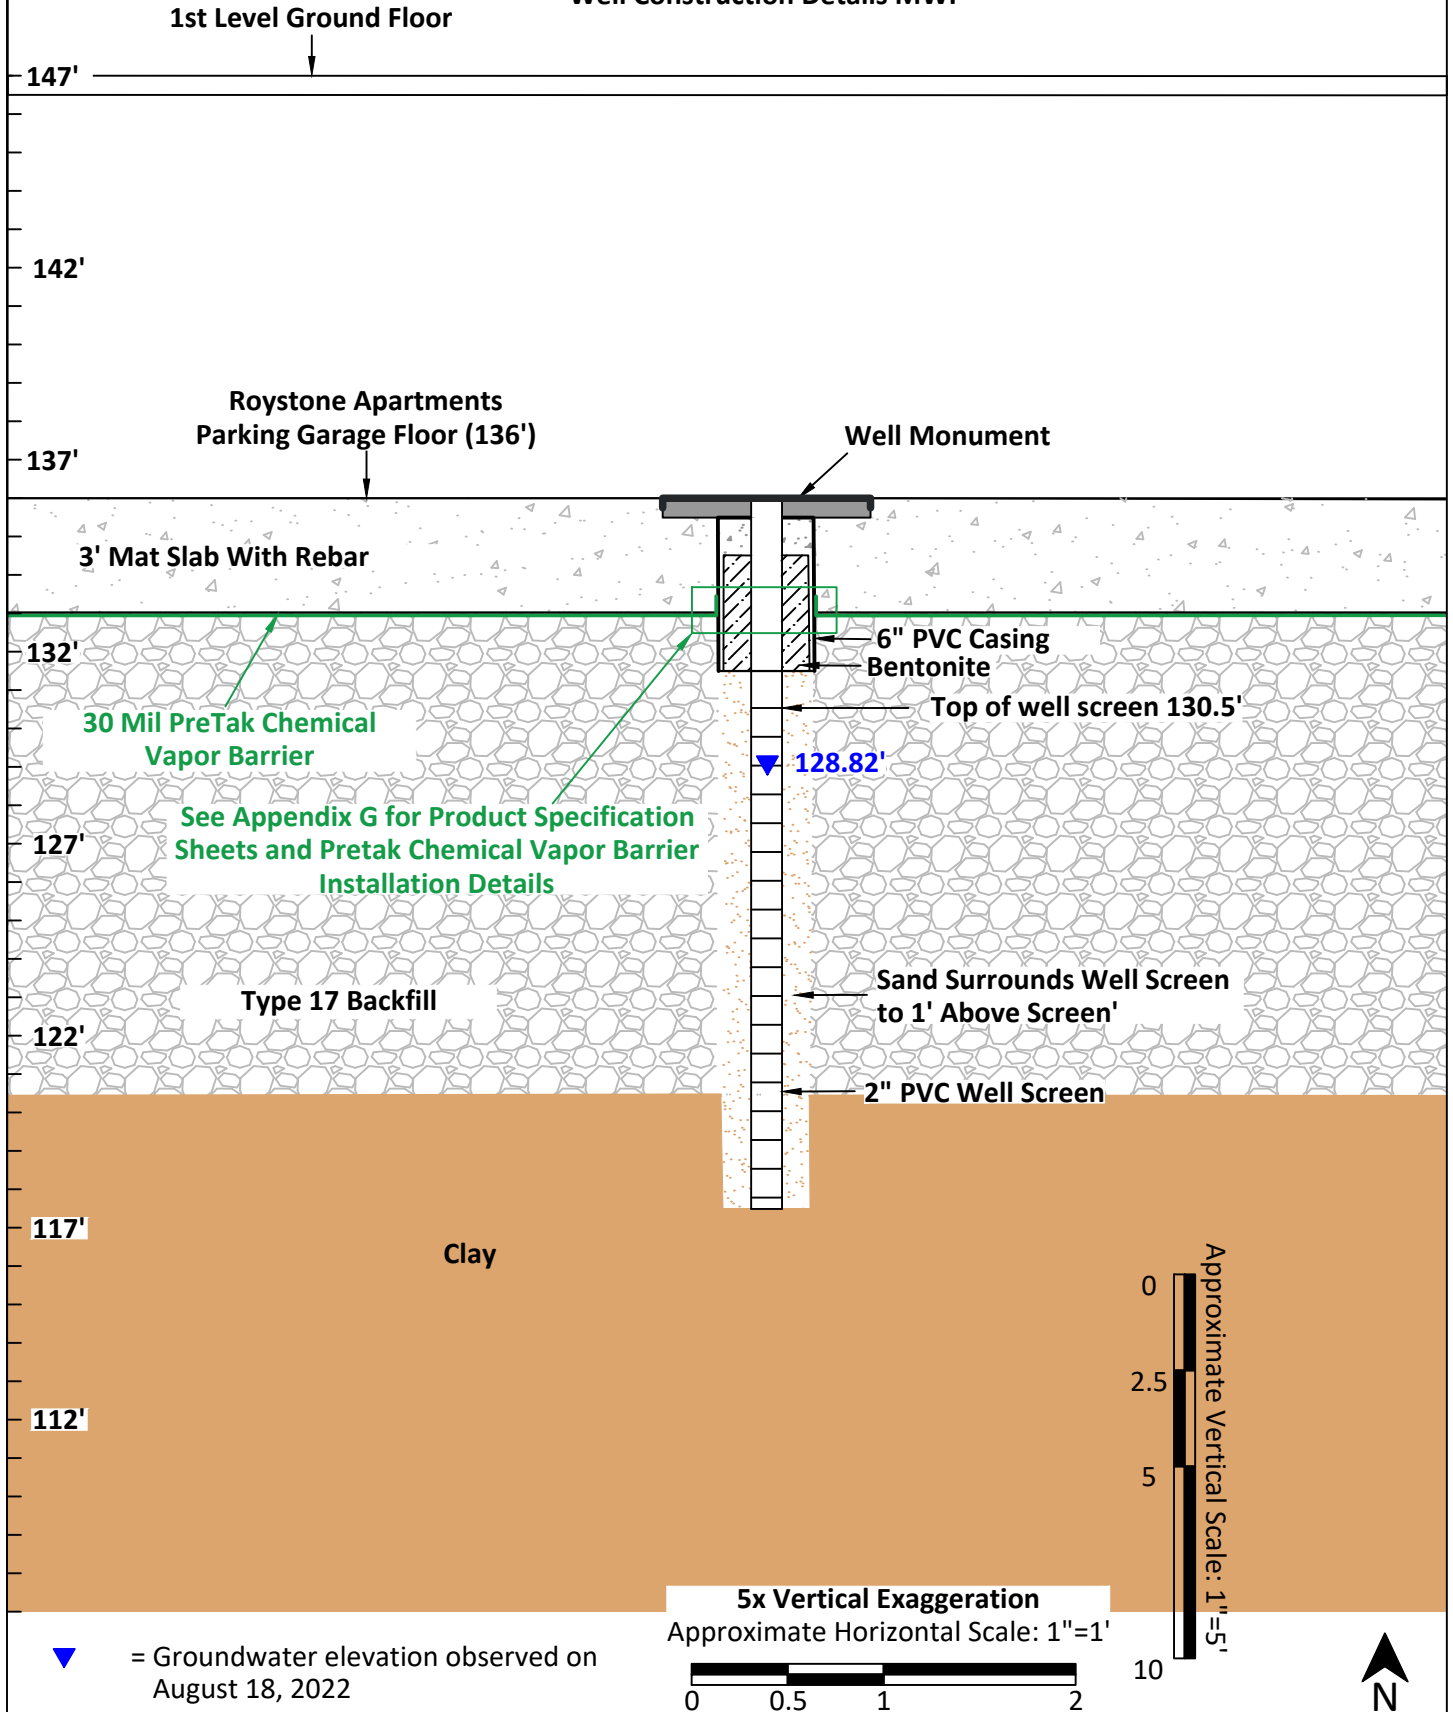 1st Level Ground Floor
147'
142'
Roystone Apartments
Parking Garage Floor (136')
Well Monument
137'
3' Mat Slab With Rebar
132'
6" PVC Casing
Bentonite
Top of well screen 130.5'
30 Mil PreTak Chemical
Vapor Barrier
128.82'
See Appendix G for Product Specification
Sheets and Pretak Chemical Vapor Barrier
Installation Details
127'
Sand Surrounds Well Screen
to 1' Above Screen'
Type 17 Backfill
122'
2" PVC Well Screen
117'
Clay
112'
0
2.5
5
10
Approximate Vertical Scale: 1"=5'
5x Vertical Exaggeration
Approximate Horizontal Scale: 1"=1'
0 0.5 1 2
= Groundwater elevation observed on
August 18, 2022
N